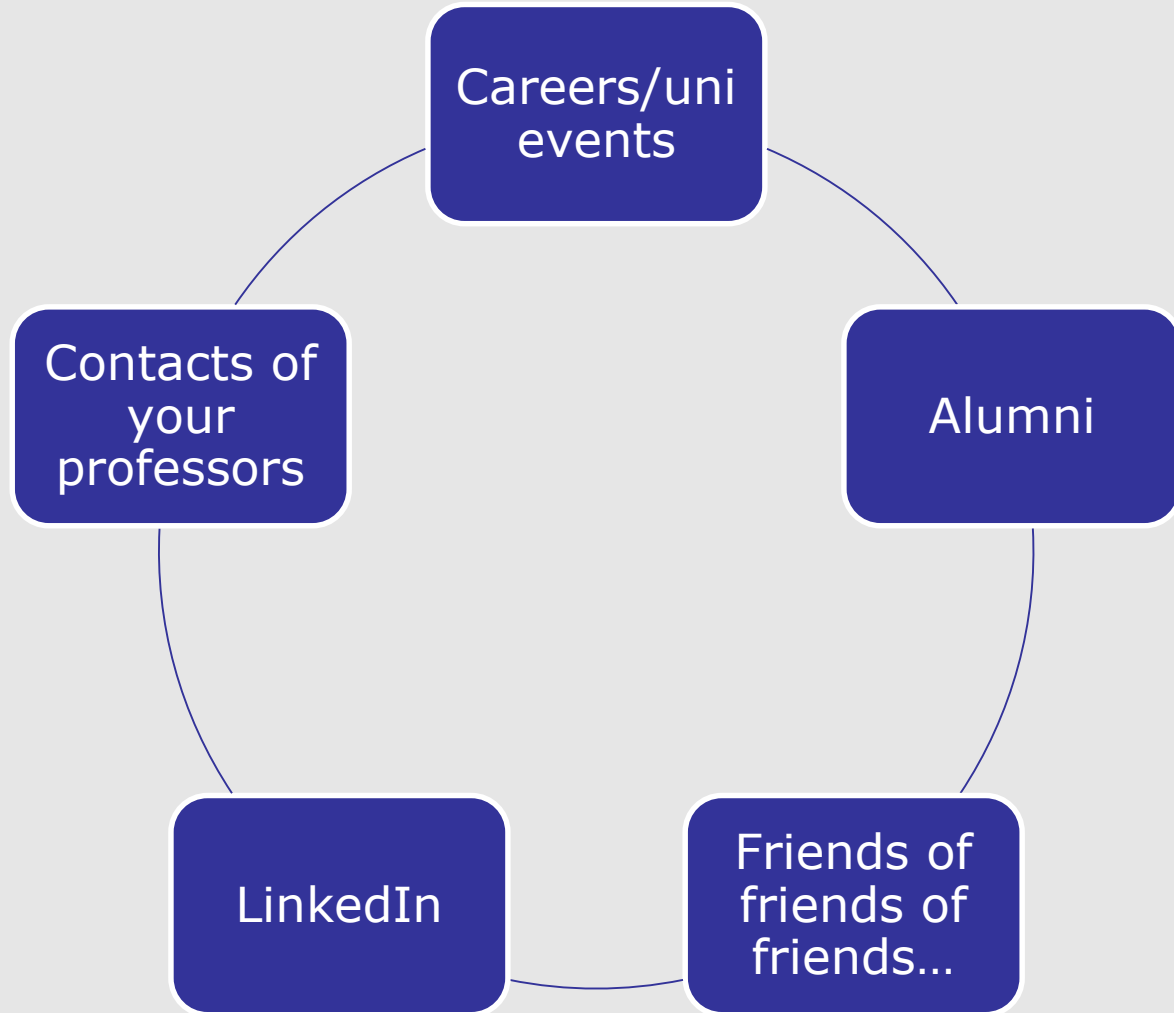 Careers/uni
events
Alumni
Friends of
friends of
friends…
LinkedIn
Contacts of
your
professors